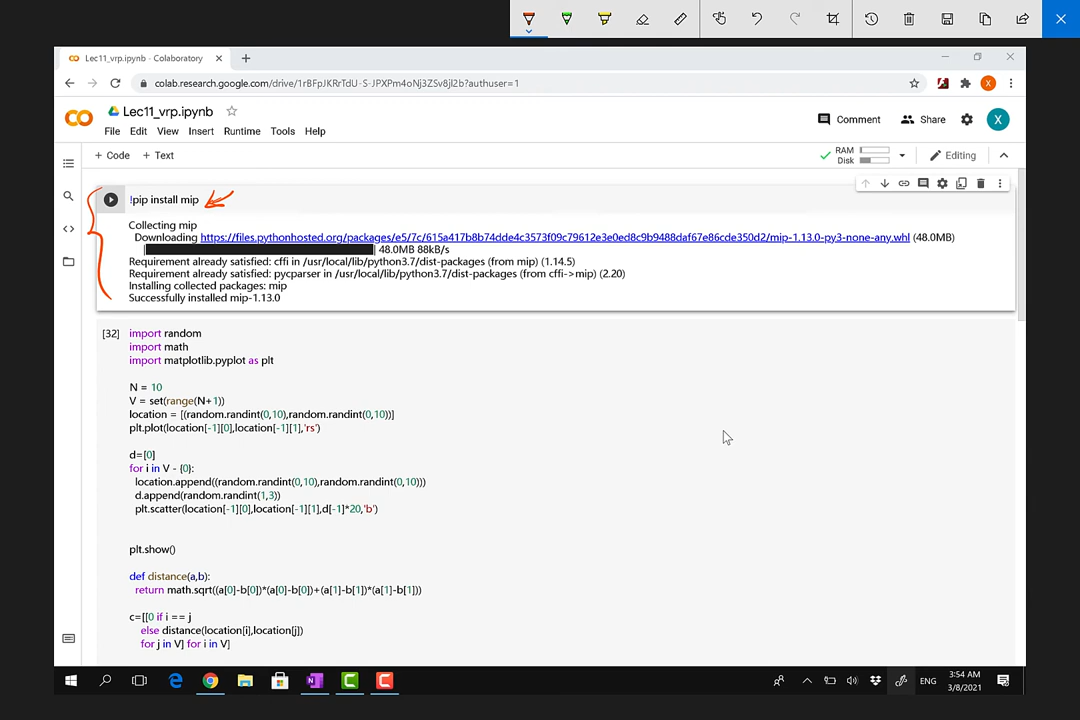 Lec11_vrp.ipynb - Colaboratory
colab.research.google.com/drive/1rBFpJKRrTdU-S-JPXPm4oNj3ZSv8jl2b?authuser=1
Lec11_vrp.ipynb
File Edit View Insert Runtime Tools Help
Comment Share X
+ Code + Text
RAM
Disk
Editing
!pip install mip
Collecting mip
Downloading https://files.pythonhosted.org/packages/e5/7c/615a417b8b74dde4c3573f09c79612e3e0ed8c9b9488daf67e86cde350d2/mip-1.13.0-py3-none-any.whl (48.0MB)
48.0MB 88kB/s
Requirement already satisfied: cffi in /usr/local/lib/python3.7/dist-packages (from mip) (1.14.5)
Requirement already satisfied: pycparser in /usr/local/lib/python3.7/dist-packages (from cffi->mip) (2.20)
Installing collected packages: mip
Successfully installed mip-1.13.0
[32] import random
import math
import matplotlib.pyplot as plt
N = 10
V = set(range(N+1))
location = [(random.randint(0,10),random.randint(0,10))]
plt.plot(location[-1][0],location[-1][1],'rs')
d=[0]
for i in V - {0}:
location.append((random.randint(0,10),random.randint(0,10)))
d.append(random.randint(1,3))
plt.scatter(location[-1][0],location[-1][1],d[-1]*20,'b')
plt.show()
def distance(a,b):
return math.sqrt((a[0]-b[0])*(a[0]-b[0])+(a[1]-b[1])*(a[1]-b[1]))
c=[[0 if i == j
else distance(location[i],location[j])
for j in V] for i in V]
ENG
3:54 AM
3/8/2021